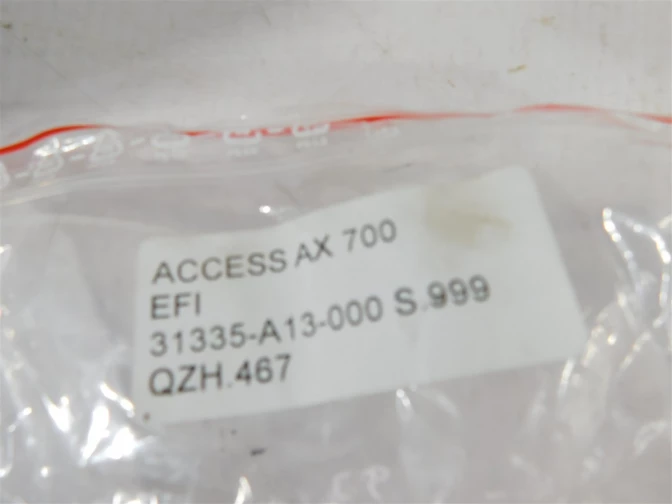 ACCESS AX 700
EFI
31335-A13-000 S.999
QZH.467